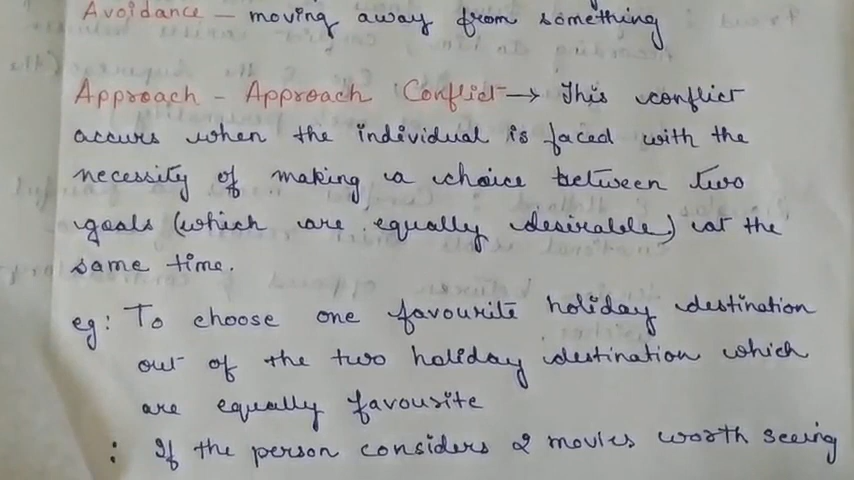 Avoidance - moving away from something
Approach - Approach Conflict → This conflict
occurs when the individual is faced with the
necessity of making a choice between two
goals (which are equally desirable) at the
same time.
eg: To choose one favourite holiday destination
out of the two holiday destination which
are equally favourite
: If the person considers 2 movies worth seeing